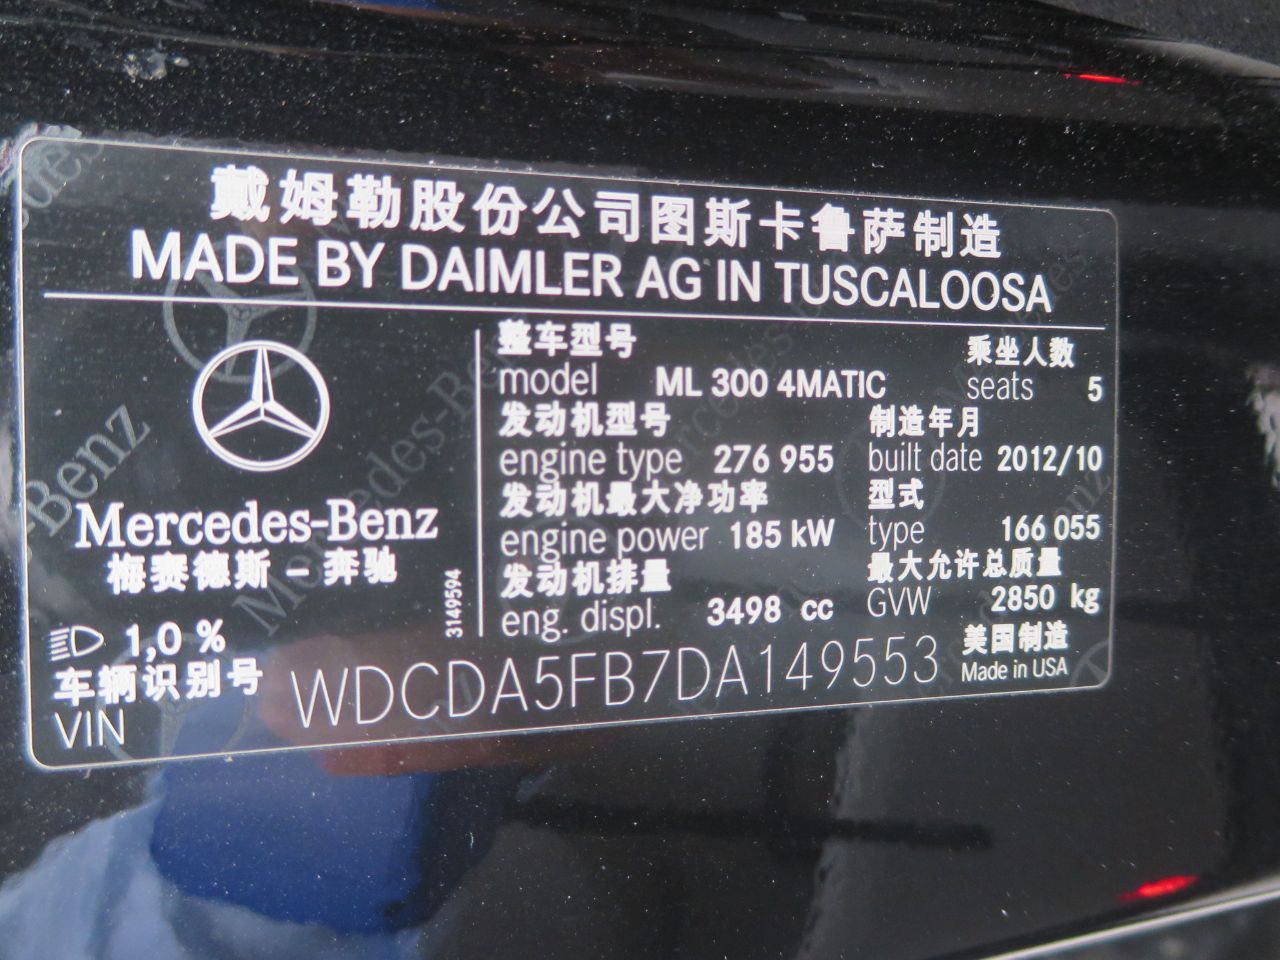 戴姆勒股份公司图斯卡鲁萨制造
MADE BY DAIMLER AG IN TUSCALOOSA
整车型号 乘坐人数
model ML 300 4MATIC seats 5
发动机型号 制造年月
engine type 276 955 built date 2012/10
发动机最大净功率 型式
engine power 185 kW type 166 055
发动机排量 最大允许总质量
eng. displ. 3498 cc GVW 2850 kg
Mercedes-Benz
梅赛德斯－奔驰
3149594
1,0 %
车辆识别号
VIN WDCDA5FB7DA149553
美国制造
Made in USA